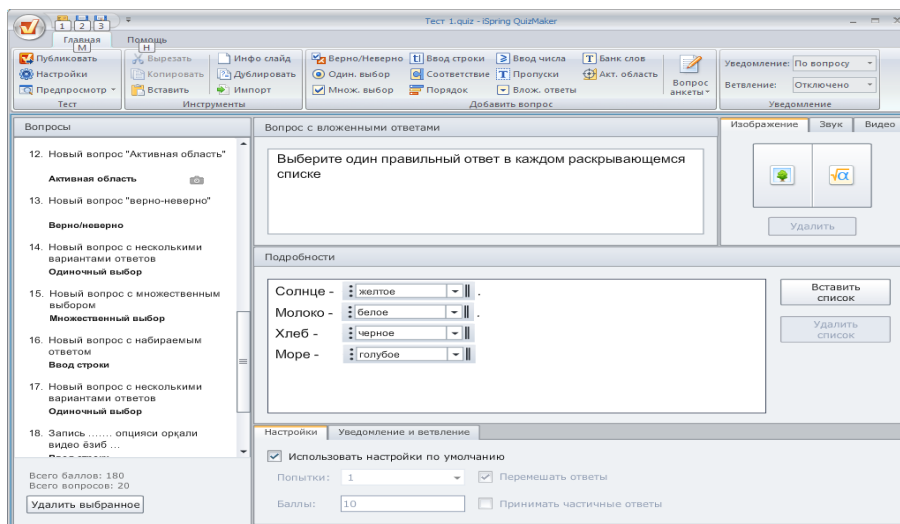 Тест 1.quiz - iSpring QuizMaker
1 2 3
Главная Помощь
М Н
Публиковать Вырезать Инфо слайд Верно/Неверно Ввод строки Ввод числа Банк слов Уведомление: По вопросу
Настройки Копировать Дублировать Один. выбор Соответствие Пропуски Акт. область Вопрос анкеты
Предпросмотр Вставить Импорт Множ. выбор Порядок Влож. ответы Ветвление: Отключено
Тест Инструменты Добавить вопрос Уведомление
Вопросы
12. Новый вопрос "Активная область"
Активная область
13. Новый вопрос "верно-неверно"
Верно/неверно
14. Новый вопрос с несколькими
вариантами ответов
Одиночный выбор
15. Новый вопрос с множественным
выбором
Множественный выбор
16. Новый вопрос с набираемым
ответом
Ввод строки
17. Новый вопрос с несколькими
вариантами ответов
Одиночный выбор
18. Запись ....... опцияси орқали
видео ёзиб ...
Всего баллов: 180
Всего вопросов: 20
Удалить выбранное
Вопрос с вложенными ответами
Выберите один правильный ответ в каждом раскрывающемся
списке
Изображение Звук Видео
√α
Удалить
Подробности
Солнце - желтое .
Молоко - белое .
Хлеб - черное
Море - голубое
Вставить
список
Удалить
список
Настройки Уведомление и ветвление
Использовать настройки по умолчанию
Попытки: 1 Перемешать ответы
Баллы: 10 Принимать частичные ответы